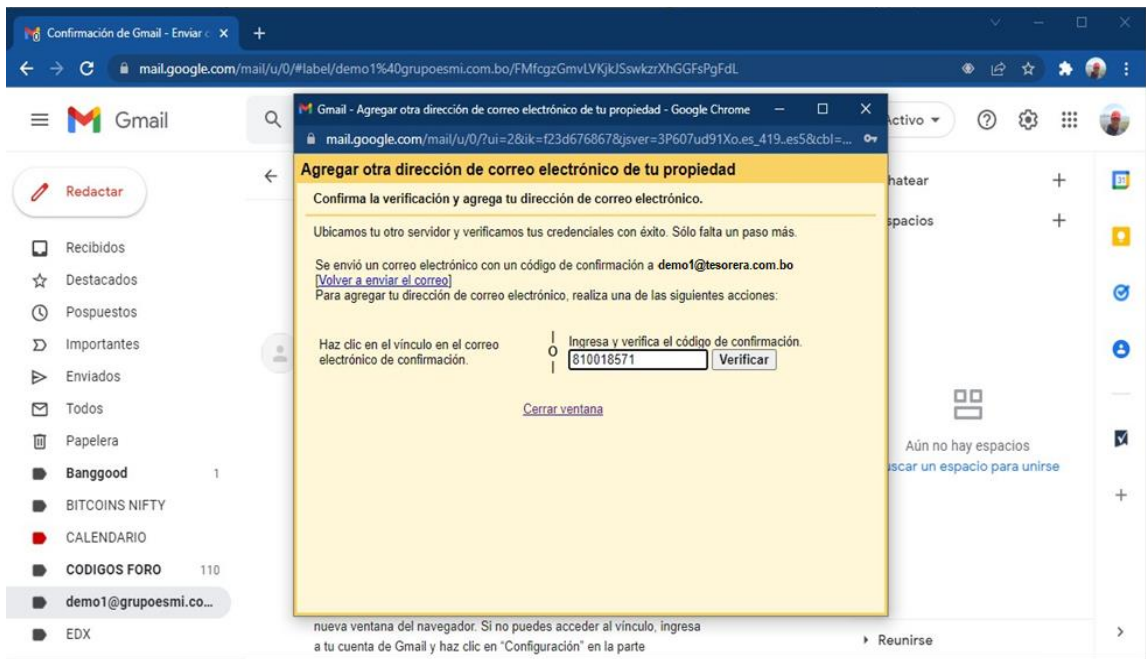 Confirmación de Gmail - Enviar c
mail.google.com/mail/u/0/#label/demo1%40grupoesmi.com.bo/FMfcgzGmvLVKjkJSswkzrXhGGFsPgFdL
Gmail
Gmail - Agregar otra dirección de correo electrónico de tu propiedad - Google Chrome
mail.google.com/mail/u/0/?ui=2&ik=f23d676867&jsver=3P607ud91Xo.es_419..es5&cbl=...
Activo
Redactar
Recibidos
Destacados
Pospuestos
Importantes
Enviados
Todos
Papelera
Banggood 1
BITCOINS NIFTY
CALENDARIO
CODIGOS FORO 110
demo1@grupoesmi.co...
EDX
Agregar otra dirección de correo electrónico de tu propiedad
Confirma la verificación y agrega tu dirección de correo electrónico.
Ubicamos tu otro servidor y verificamos tus credenciales con éxito. Sólo falta un paso más.
Se envió un correo electrónico con un código de confirmación a demo1@tesorera.com.bo
[Volver a enviar el correo]
Para agregar tu dirección de correo electrónico, realiza una de las siguientes acciones:
Haz clic en el vínculo en el correo
electrónico de confirmación.
O
Ingresa y verifica el código de confirmación.
810018571 Verificar
Cerrar ventana
nueva ventana del navegador. Si no puedes acceder al vínculo, ingresa
a tu cuenta de Gmail y haz clic en "Configuración" en la parte
hatear
spacios
Aún no hay espacios
uscar un espacio para unirse
Reunirse
31